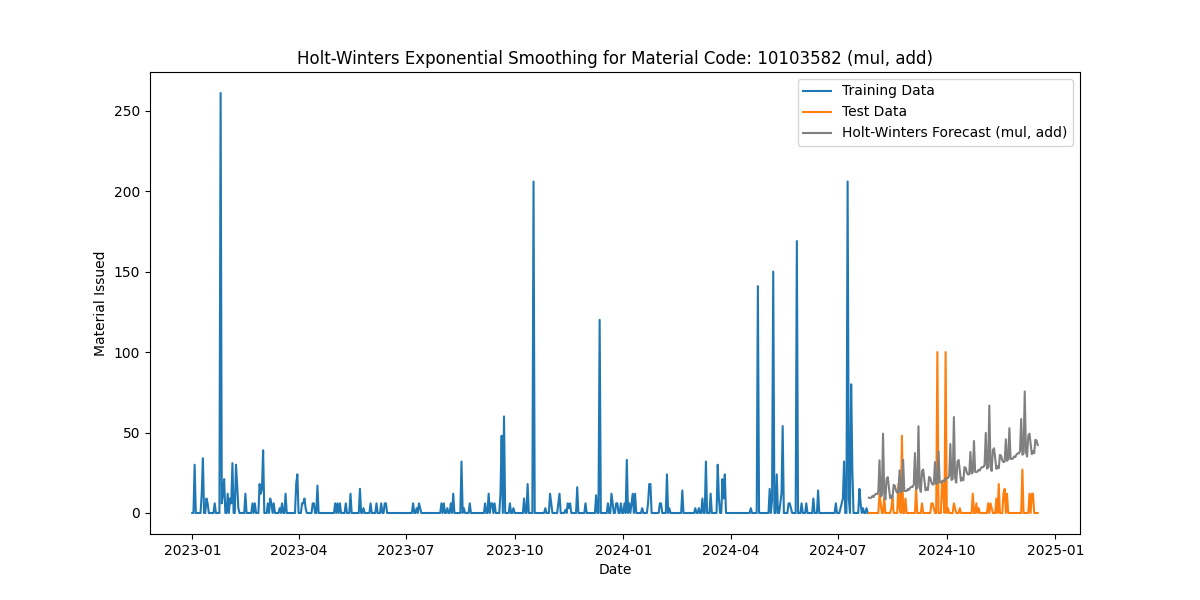 Holt-Winters Exponential Smoothing for Material Code: 10103582 (mul, add)
Training Data
Test Data
Holt-Winters Forecast (mul, add)
Material Issued
250
200
150
100
50
0
2023-01 2023-04 2023-07 2023-10 2024-01 2024-04 2024-07 2024-10 2025-01
Date